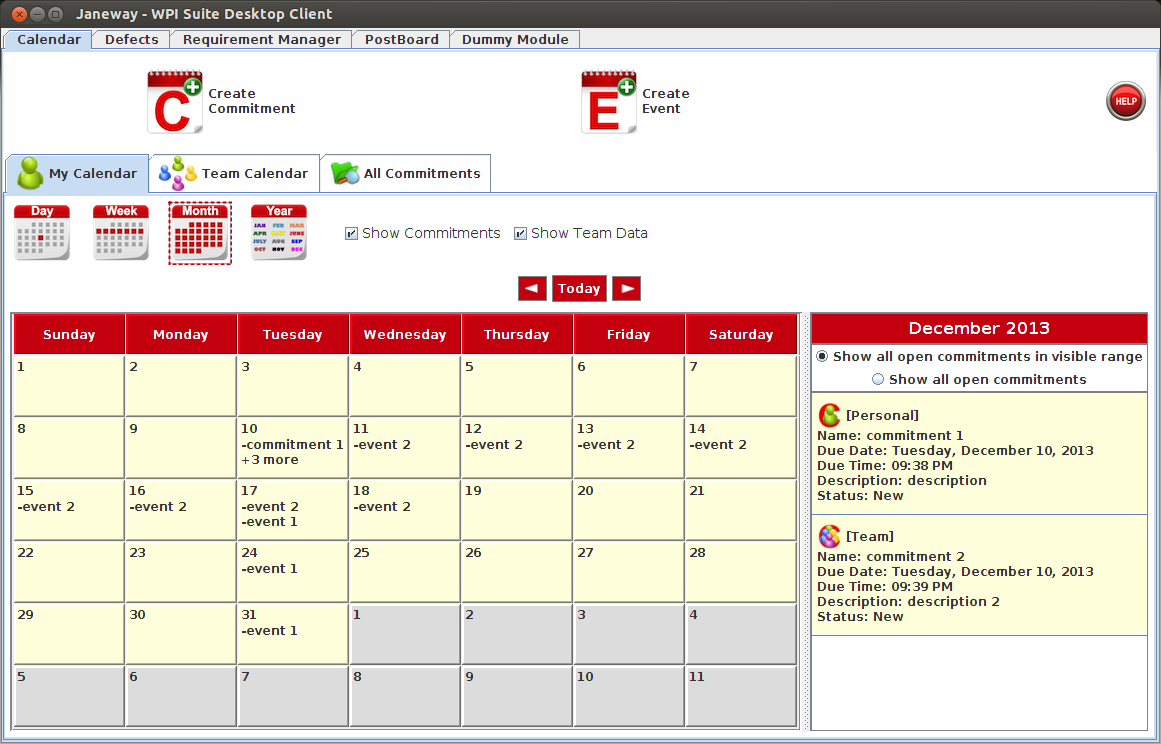 Janeway - WPI Suite Desktop Client
Calendar Defects Requirement Manager PostBoard Dummy Module
C Create
Commitment
E Create
Event
HELP
My Calendar Team Calendar All Commitments
Day Week Month Year
JAN FEB MAR
APR MAY JUNE
JULY AUG SEP
OCT NOV DEC
Show Commitments Show Team Data
Today
Sunday Monday Tuesday Wednesday Thursday Friday Saturday
1 2 3 4 5 6 7
8 9 10 11 12 13 14
-commitment 1 -event 2 -event 2 -event 2 -event 2
+3 more
15 16 17 18 19 20 21
-event 2 -event 2 -event 2 -event 2
-event 1
22 23 24 25 26 27 28
-event 1
29 30 31 1 2 3 4
-event 1
5 6 7 8 9 10 11
December 2013
Show all open commitments in visible range
Show all open commitments
[Personal]
Name: commitment 1
Due Date: Tuesday, December 10, 2013
Due Time: 09:38 PM
Description: description
Status: New
[Team]
Name: commitment 2
Due Date: Tuesday, December 10, 2013
Due Time: 09:39 PM
Description: description 2
Status: New